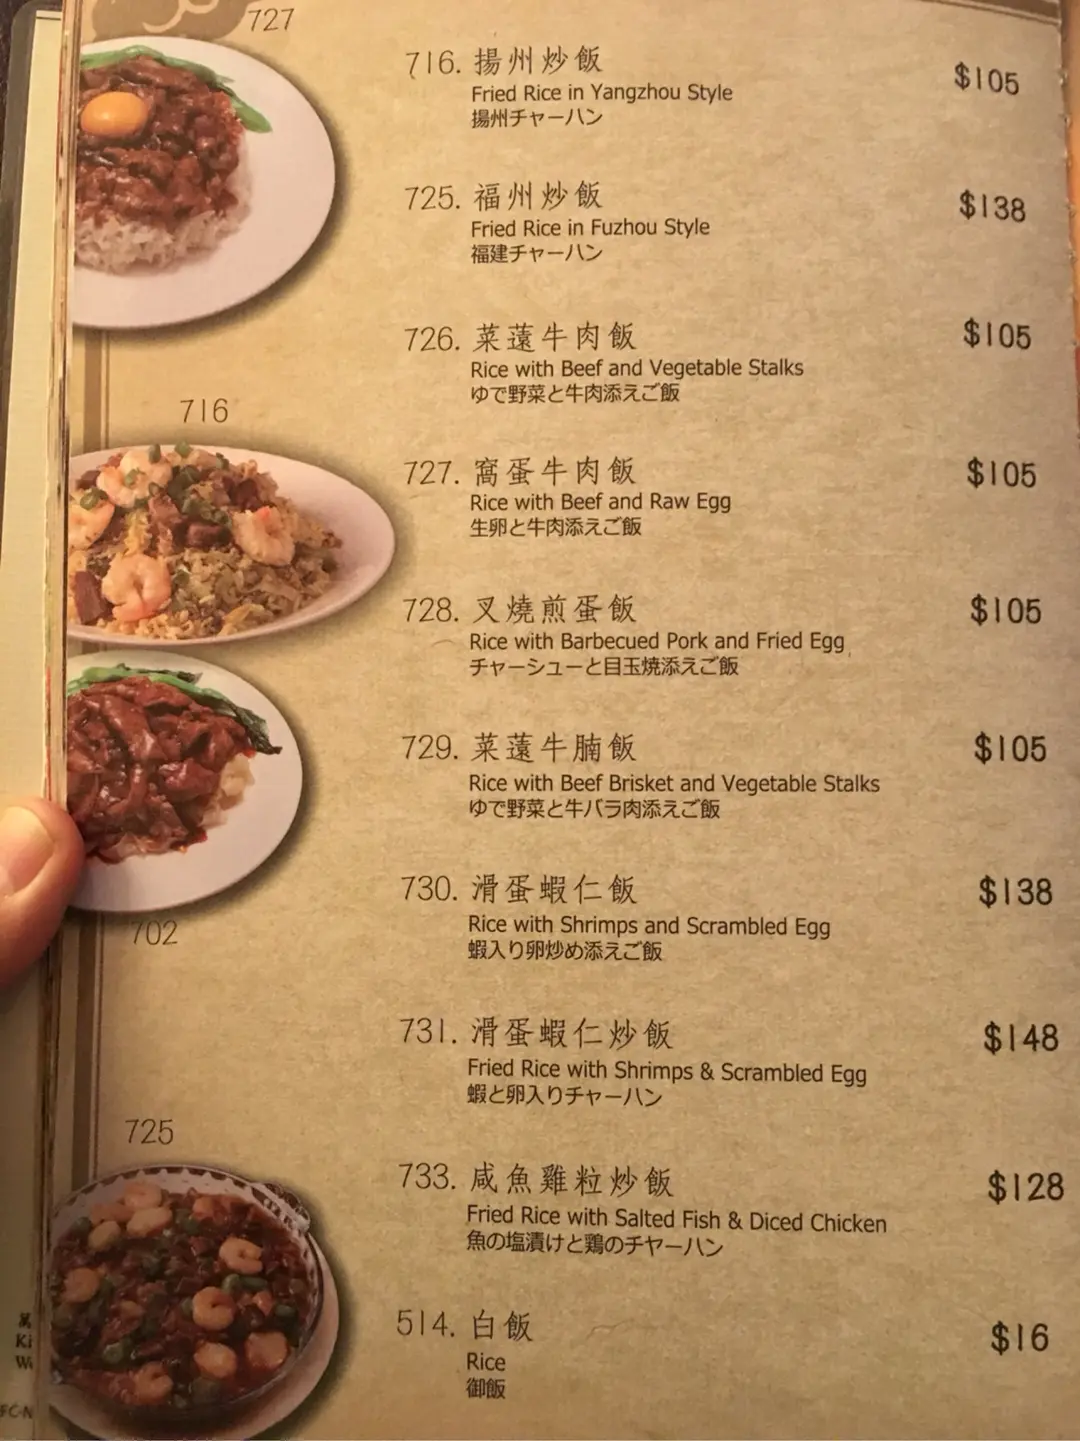 727
716. 揚州炒飯 $105
Fried Rice in Yangzhou Style
揚州チャーハン
725. 福州炒飯 $138
Fried Rice in Fuzhou Style
福建チャーハン
726. 菜薳牛肉飯 $105
Rice with Beef and Vegetable Stalks
ゆで野菜と牛肉添えご飯
716
727. 窩蛋牛肉飯 $105
Rice with Beef and Raw Egg
生卵と牛肉添えご飯
728. 叉燒煎蛋飯 $105
Rice with Barbecued Pork and Fried Egg
チャーシューと目玉焼添えご飯
729. 菜薳牛腩飯 $105
Rice with Beef Brisket and Vegetable Stalks
ゆで野菜と牛バラ肉添えご飯
730. 滑蛋蝦仁飯 $138
Rice with Shrimps and Scrambled Egg
蝦入り卵炒め添えご飯
702
731. 滑蛋蝦仁炒飯 $148
Fried Rice with Shrimps & Scrambled Egg
蝦と卵入りチャーハン
725
733. 咸魚雞粒炒飯 $128
Fried Rice with Salted Fish & Diced Chicken
魚の塩漬けと鶏のチヤーハン
514. 白飯 $16
Rice
御飯